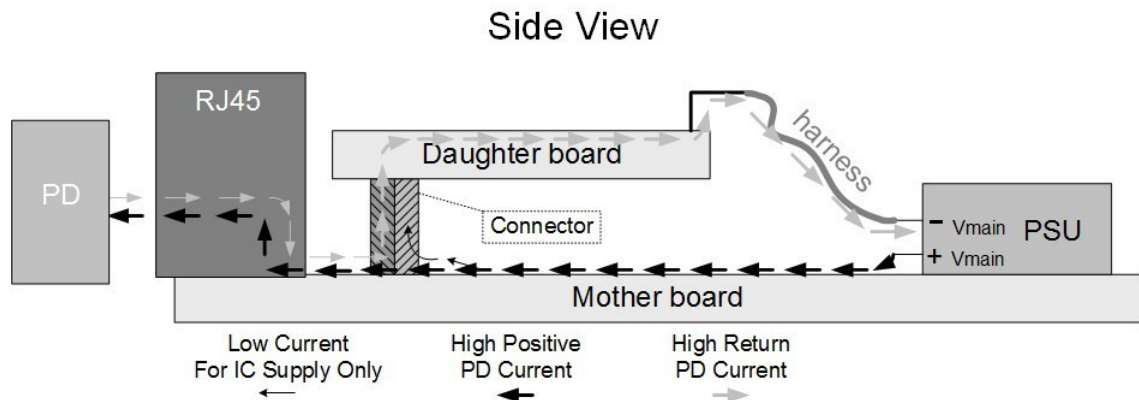 Side View
RJ45
PD
Daughter board
harness
Connector
− Vmain
PSU
+ Vmain
Mother board
Low Current
For IC Supply Only
High Positive
PD Current
High Return
PD Current